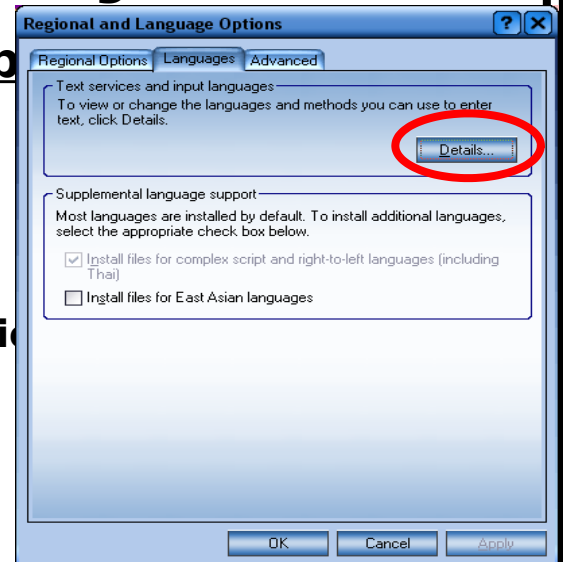 Regional and Language Options
Regional Options Languages Advanced
Text services and input languages
To view or change the languages and methods you can use to enter
text, click Details.
Details...
Supplemental language support
Most languages are installed by default. To install additional languages,
select the appropriate check box below.
Install files for complex script and right-to-left languages (including
Thai)
Install files for East Asian languages
OK Cancel Apply